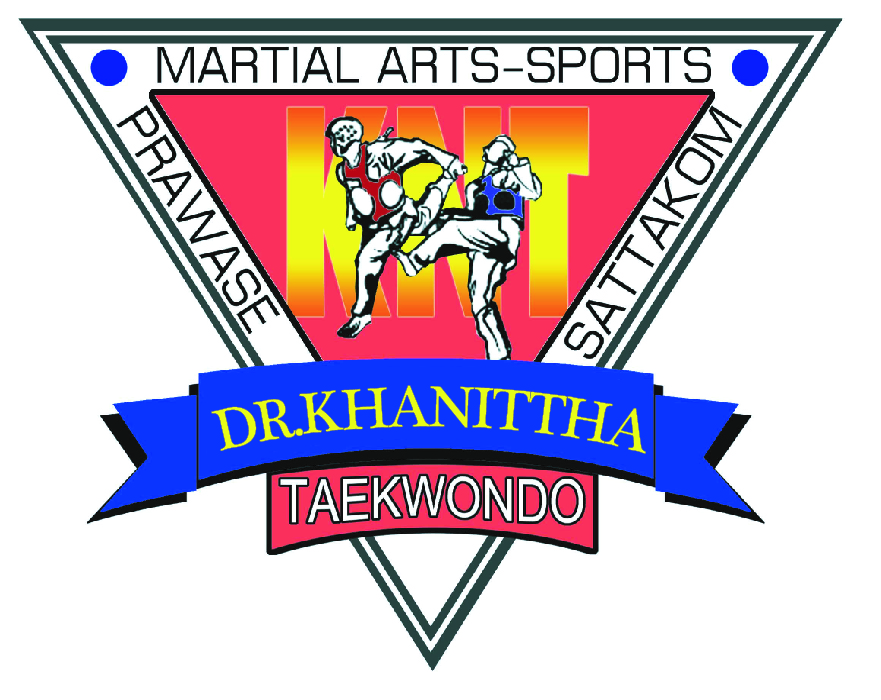 MARTIAL ARTS-SPORTS
PRAWASE
SATTAKOM
KNT
DR.KHANITTHA
TAEKWONDO